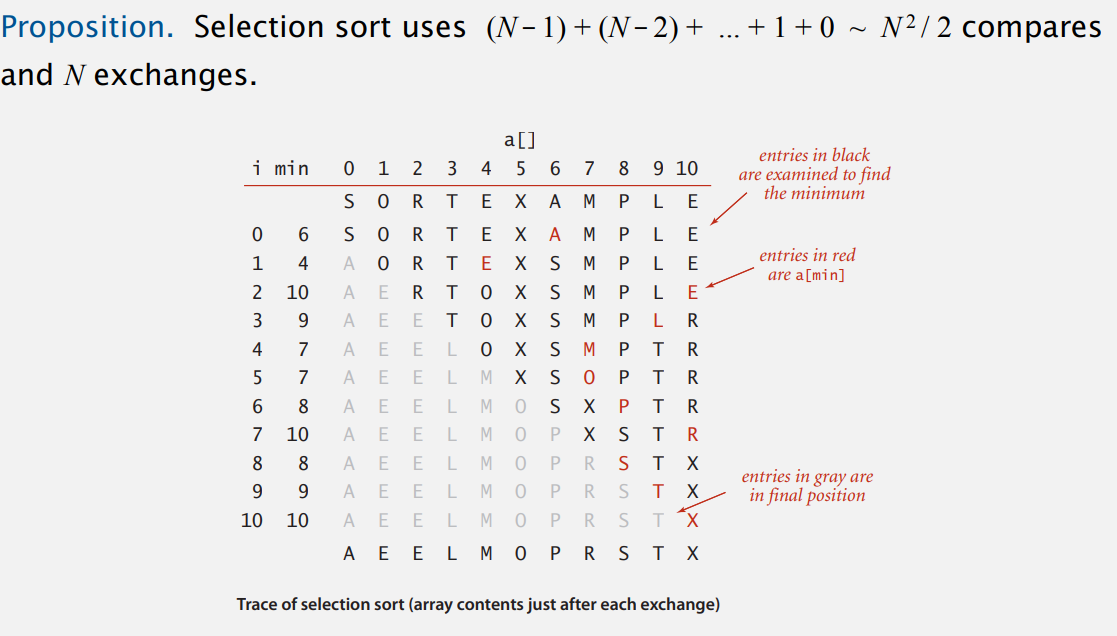 Proposition. Selection sort uses (N – 1) + (N – 2) + ... + 1 + 0 ~ N² / 2 compares
and N exchanges.
a[]
i min 0 1 2 3 4 5 6 7 8 9 10
S O R T E X A M P L E
0 6 S O R T E X A M P L E
1 4 A O R T E X S M P L E
2 10 A E R T O X S M P L E
3 9 A E E T O X S M P L R
4 7 A E E L O X S M P T R
5 7 A E E L M X S O P T R
6 8 A E E L M O S X P T R
7 10 A E E L M O P X S T R
8 8 A E E L M O P R S T X
9 9 A E E L M O P R S T X
10 10 A E E L M O P R S T X
A E E L M O P R S T X
entries in black
are examined to find
the minimum
entries in red
are a[min]
entries in gray are
in final position
Trace of selection sort (array contents just after each exchange)